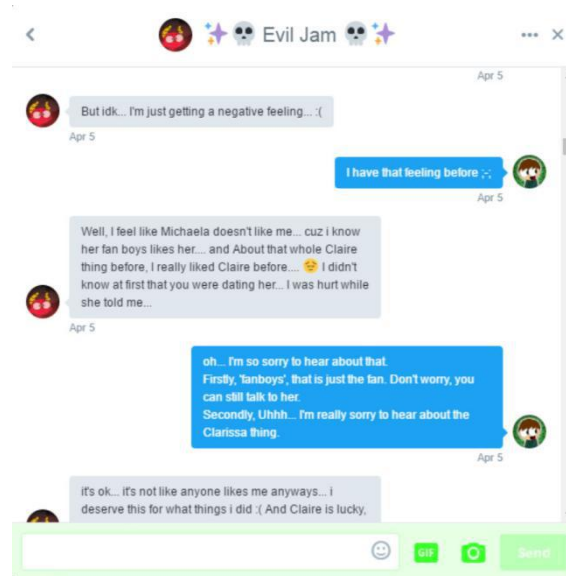 Evil Jam
Apr 5
But idk... I'm just getting a negative feeling... :(
Apr 5
I have that feeling before ;-;
Apr 5
Well, I feel like Michaela doesn't like me... cuz i know
her fan boys likes her.... and About that whole Claire
thing before, I really liked Claire before.... 😔 I didn't
know at first that you were dating her... I was hurt while
she told me...
Apr 5
oh... I'm so sorry to hear about that.
Firstly, 'fanboys', that is just the fan. Don't worry, you
can still talk to her.
Secondly, Uhhh... I'm really sorry to hear about the
Clarissa thing.
Apr 5
it's ok... it's not like anyone likes me anyways... i
deserve this for what things i did :( And Claire is lucky,
GIF
Send